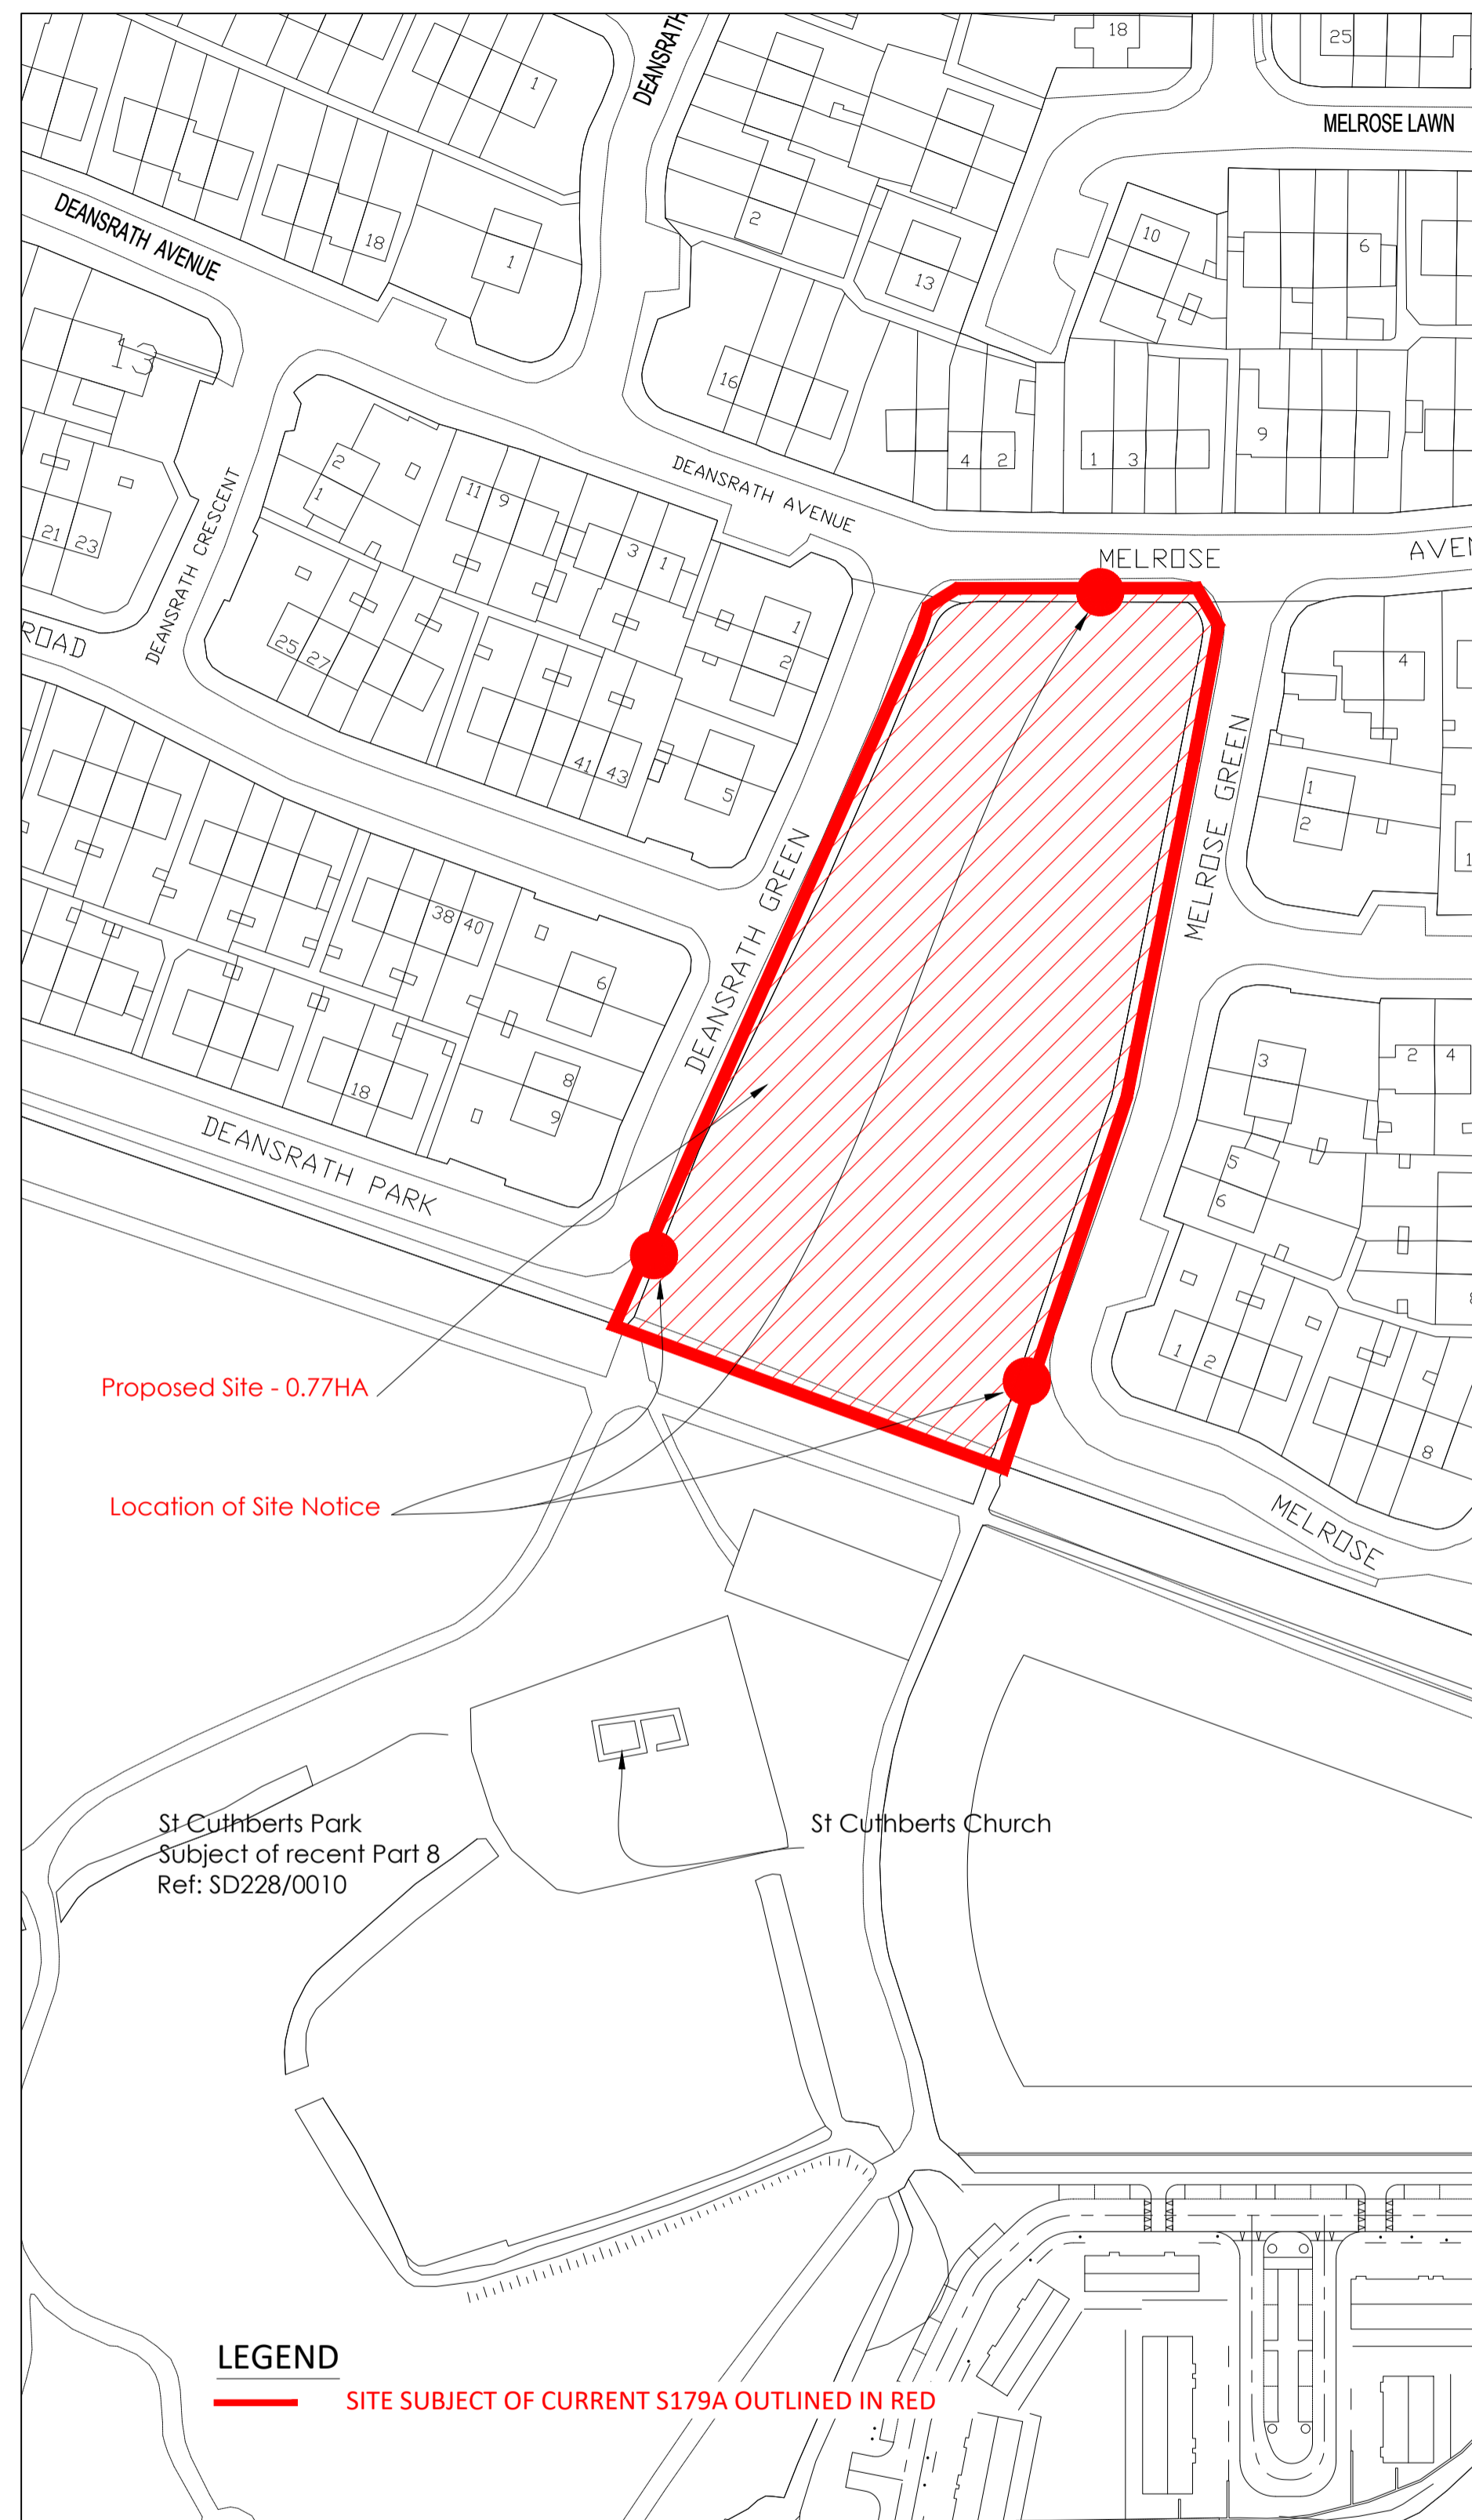 DEANSRATH
18
25
1
MELROSE LAWN
DEANSRATH AVENUE
18
1
2
13
10
6
13
16
4 2
1 3
9
DEANSRATH AVENUE
2
1
11 9
3 1
21 23
DEANSRATH CRESCENT
MELROSE
AVEN
ROAD
25 27
1
2
4
41 43
5
MELROSE GREEN
1
2
1
DEANSRATH GREEN
38 40
6
18
8
9
3
2 4
DEANSRATH PARK
5
6
8
1 2
Proposed Site - 0.77HA
8
Location of Site Notice
MELROSE
St Cuthberts Park
Subject of recent Part 8
Ref: SD228/0010
St Cuthberts Church
LEGEND
SITE SUBJECT OF CURRENT S179A OUTLINED IN RED